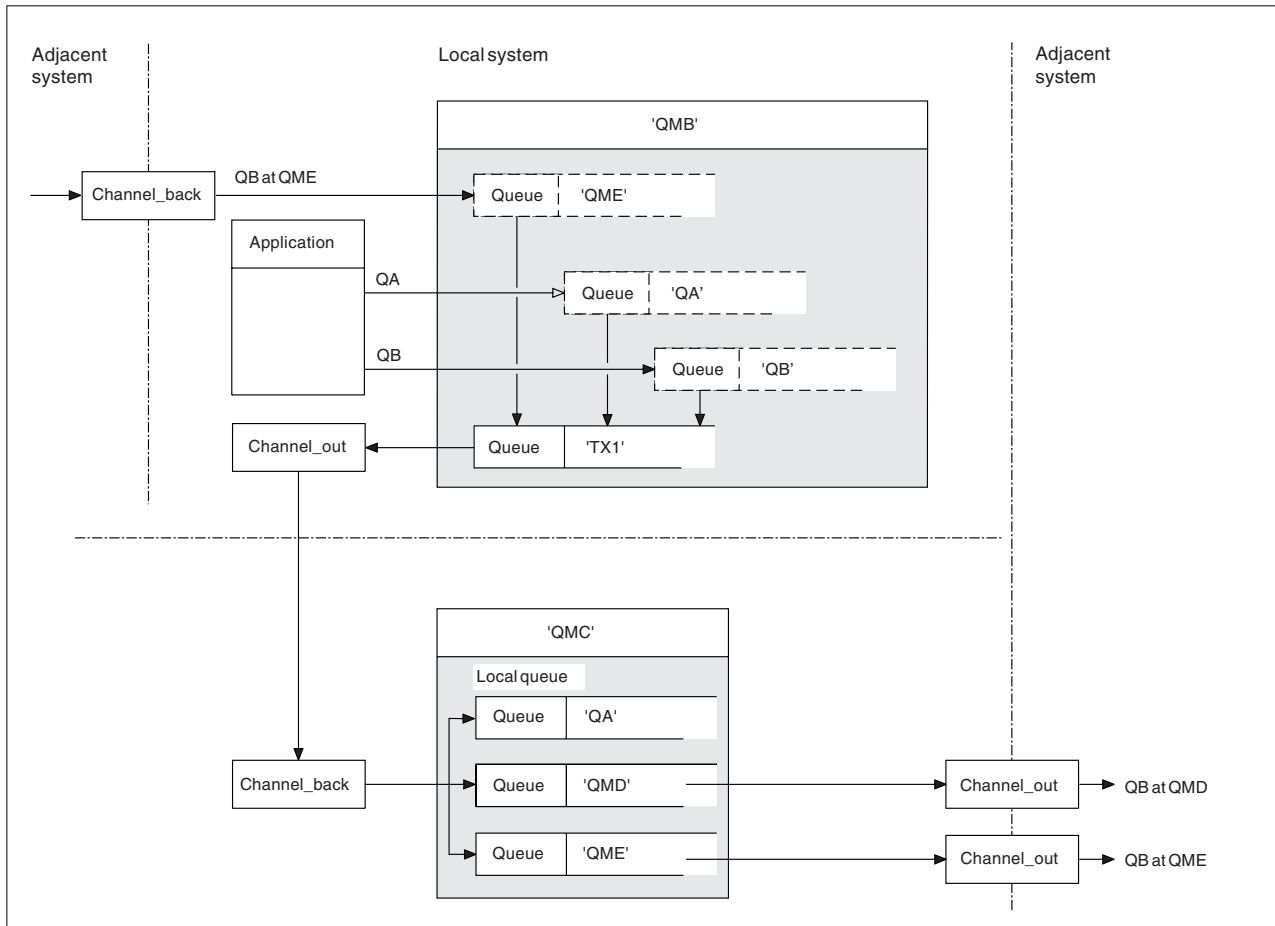 Adjacent
system
Local system
Adjacent
system
'QMB'
Channel_back
QB at QME
Queue
'QME'
Application
QA
Queue
'QA'
QB
Queue
'QB'
Channel_out
Queue
'TX1'
'QMC'
Local queue
Queue
'QA'
Channel_back
Queue
'QMD'
Channel_out
QB at QMD
Queue
'QME'
Channel_out
QB at QME